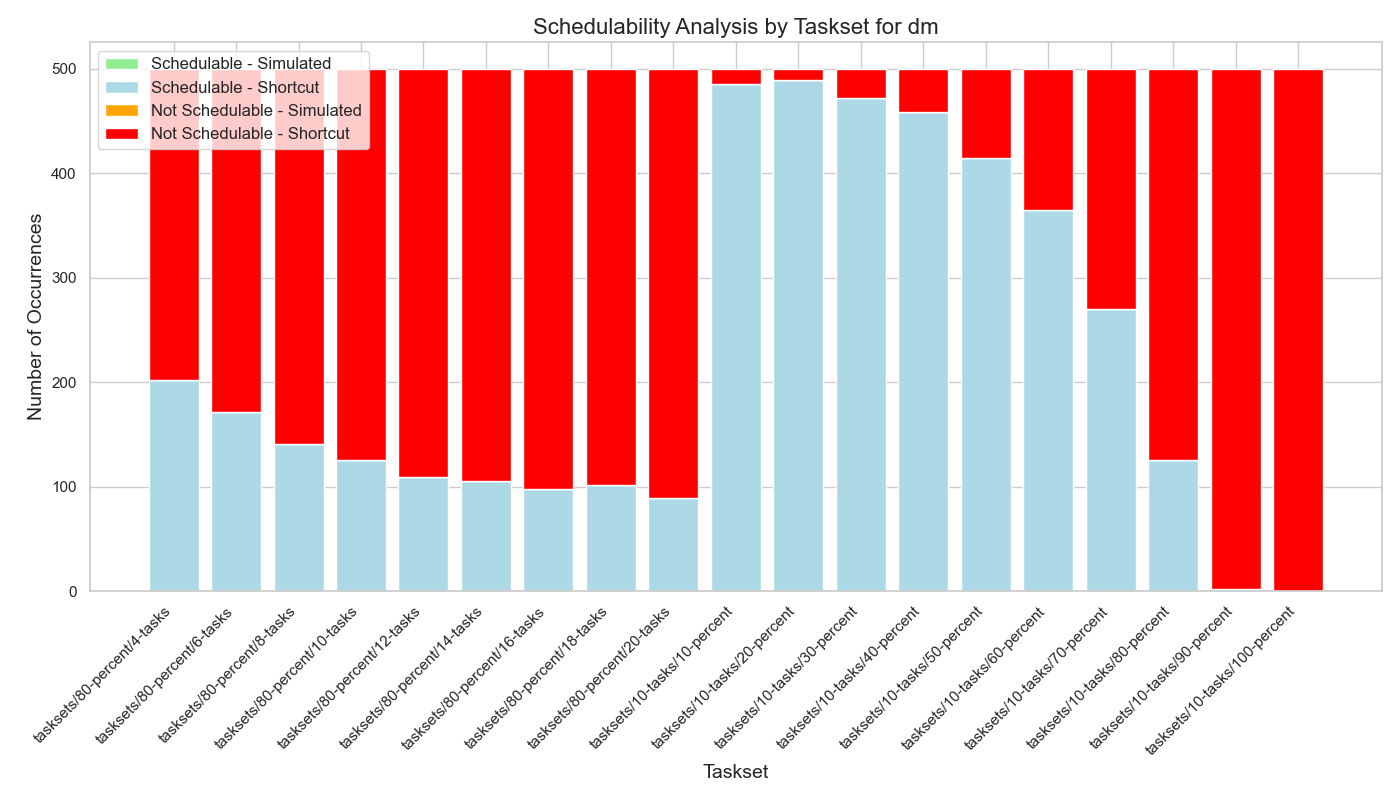 Schedulability Analysis by Taskset for dm
Schedulable - Simulated
Schedulable - Shortcut
Not Schedulable - Simulated
Not Schedulable - Shortcut
Number of Occurrences
500
400
300
200
100
0
tasksets/80-percent/4-tasks
tasksets/80-percent/6-tasks
tasksets/80-percent/8-tasks
tasksets/80-percent/10-tasks
tasksets/80-percent/12-tasks
tasksets/80-percent/14-tasks
tasksets/80-percent/16-tasks
tasksets/80-percent/18-tasks
tasksets/80-percent/20-tasks
tasksets/10-tasks/10-percent
tasksets/10-tasks/20-percent
tasksets/10-tasks/30-percent
tasksets/10-tasks/40-percent
tasksets/10-tasks/50-percent
tasksets/10-tasks/60-percent
tasksets/10-tasks/70-percent
tasksets/10-tasks/80-percent
tasksets/10-tasks/90-percent
tasksets/10-tasks/100-percent
Taskset